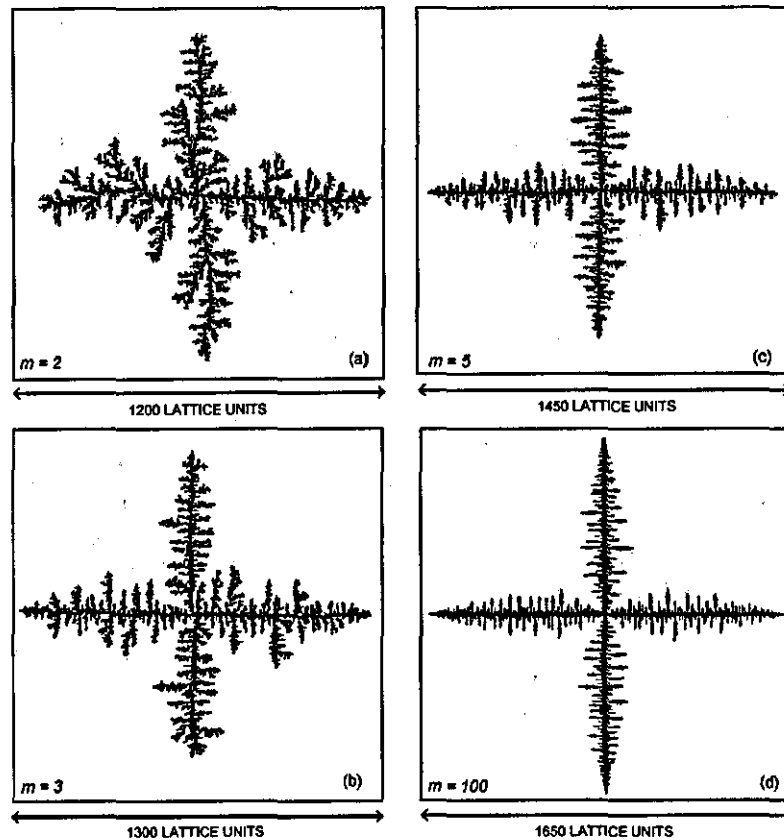 m = 2
(a)
1200 LATTICE UNITS
m = 3
(b)
1300 LATTICE UNITS
m = 5
(c)
1450 LATTICE UNITS
m = 100
(d)
1650 LATTICE UNITS